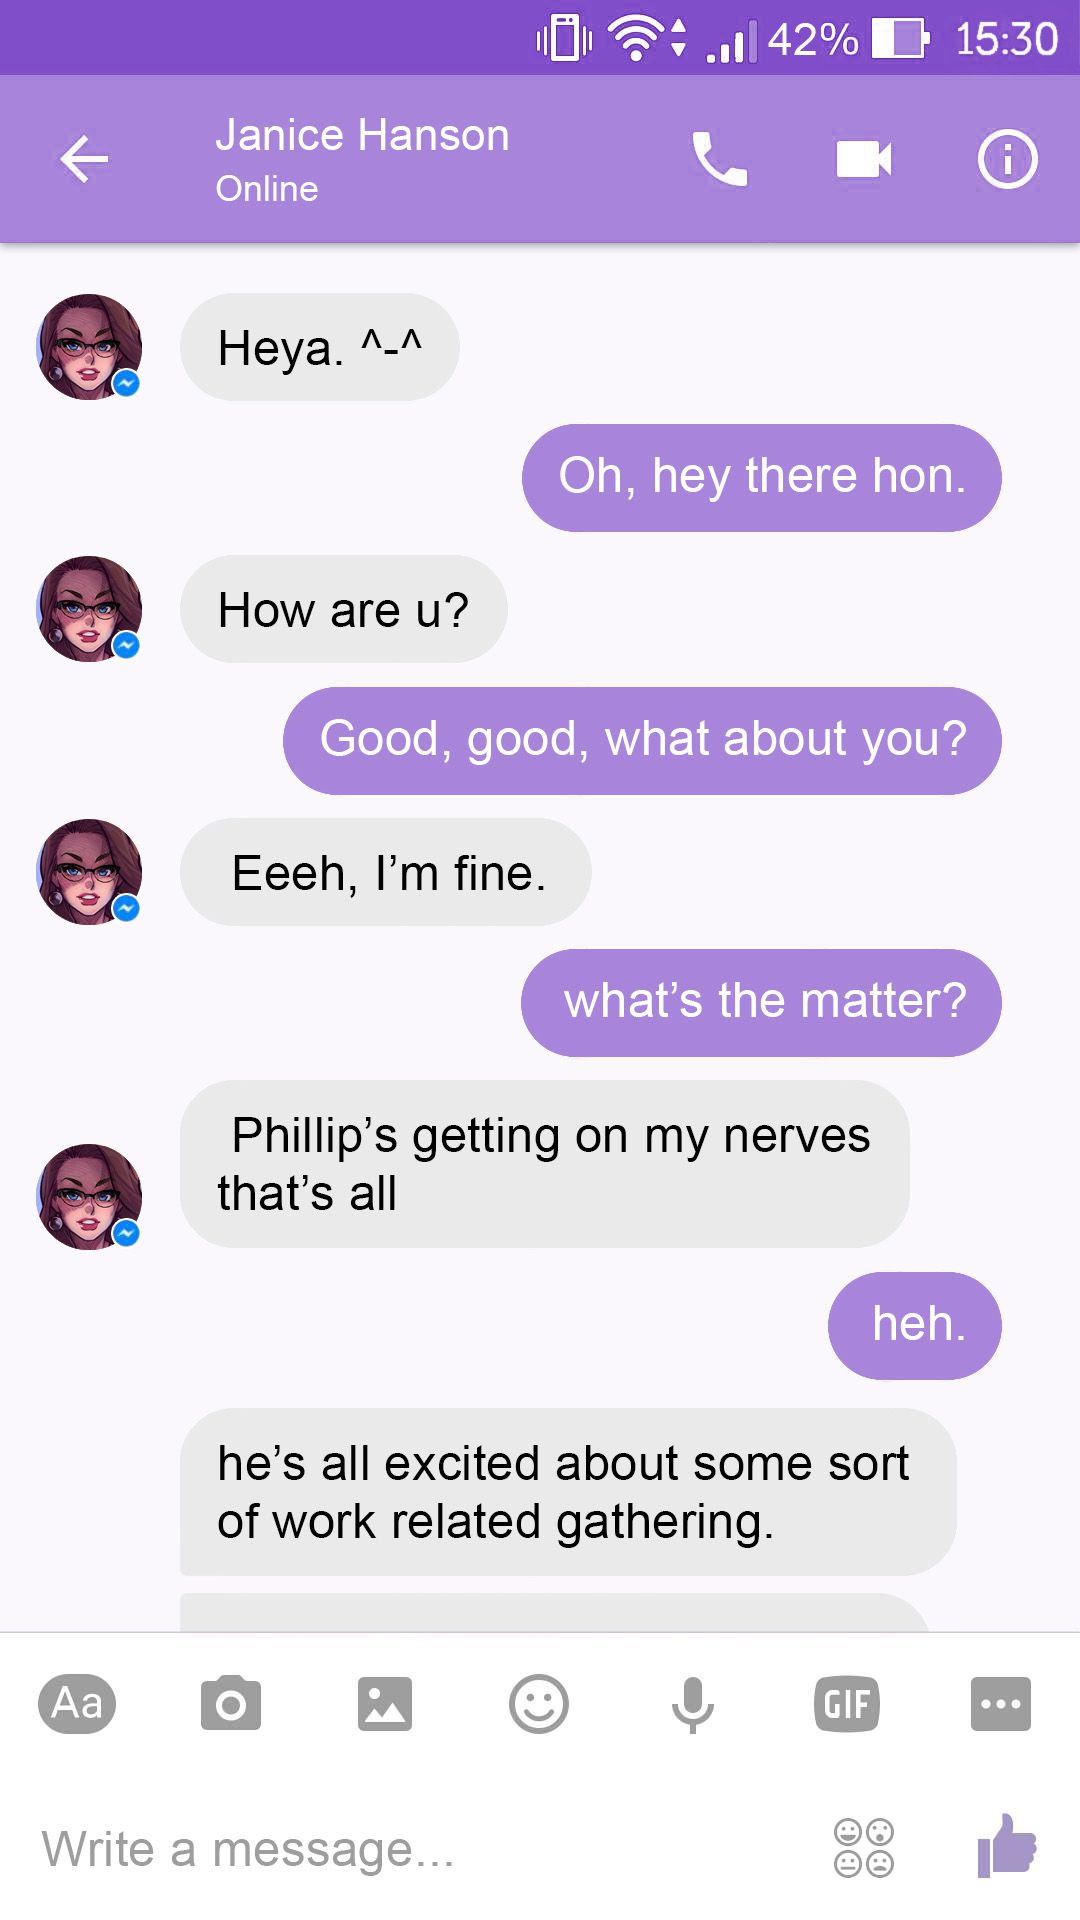 42% 15:30
Janice Hanson
Online
Heya. ^-^
Oh, hey there hon.
How are u?
Good, good, what about you?
Eeeh, I’m fine.
what’s the matter?
Phillip’s getting on my nerves
that’s all
heh.
he’s all excited about some sort
of work related gathering.
Aa
GIF
Write a message...